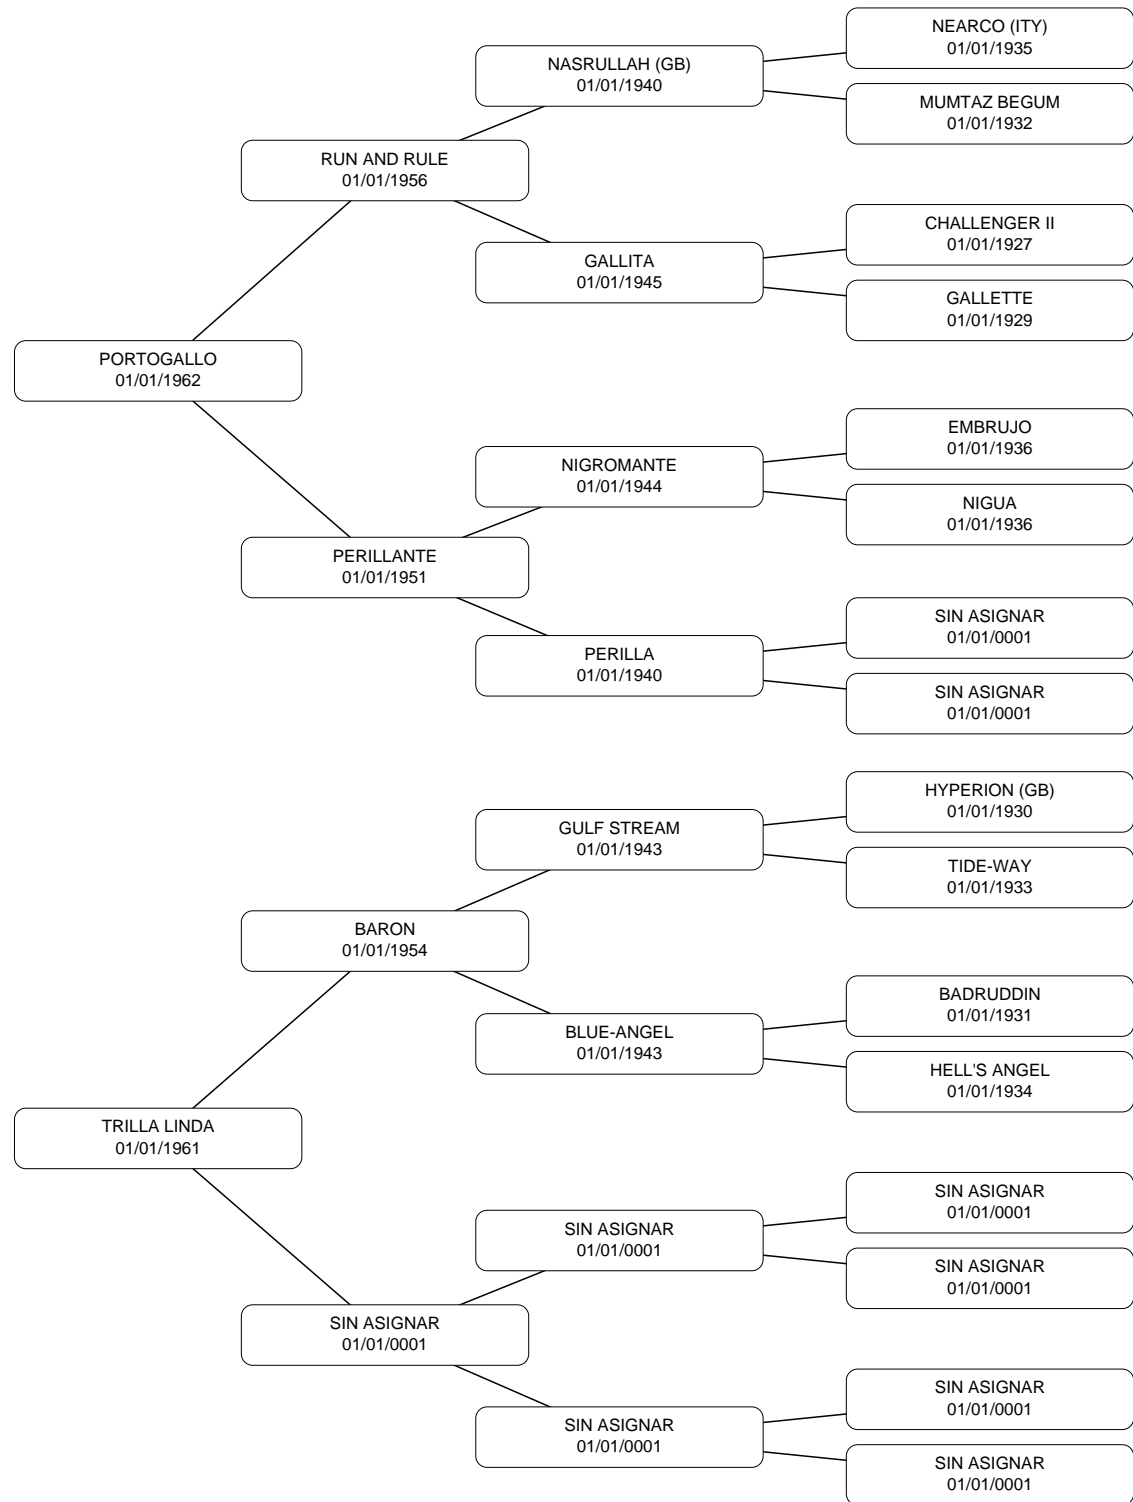 NEARCO (ITY)
01/01/1935
NASRULLAH (GB)
01/01/1940
MUMTAZ BEGUM
01/01/1932
RUN AND RULE
01/01/1956
CHALLENGER II
01/01/1927
GALLITA
01/01/1945
GALLETTE
01/01/1929
PORTOGALLO
01/01/1962
EMBRUJO
01/01/1936
NIGROMANTE
01/01/1944
NIGUA
01/01/1936
PERILLANTE
01/01/1951
SIN ASIGNAR
01/01/0001
PERILLA
01/01/1940
SIN ASIGNAR
01/01/0001
HYPERION (GB)
01/01/1930
GULF STREAM
01/01/1943
TIDE-WAY
01/01/1933
BARON
01/01/1954
BADRUDDIN
01/01/1931
BLUE-ANGEL
01/01/1943
HELL'S ANGEL
01/01/1934
TRILLA LINDA
01/01/1961
SIN ASIGNAR
01/01/0001
SIN ASIGNAR
01/01/0001
SIN ASIGNAR
01/01/0001
SIN ASIGNAR
01/01/0001
SIN ASIGNAR
01/01/0001
SIN ASIGNAR
01/01/0001
SIN ASIGNAR
01/01/0001